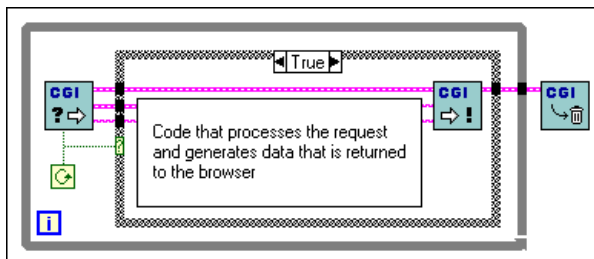 True
CGI
?
CGI
!
CGI
Code that processes the request
and generates data that is returned
to the browser
?
i